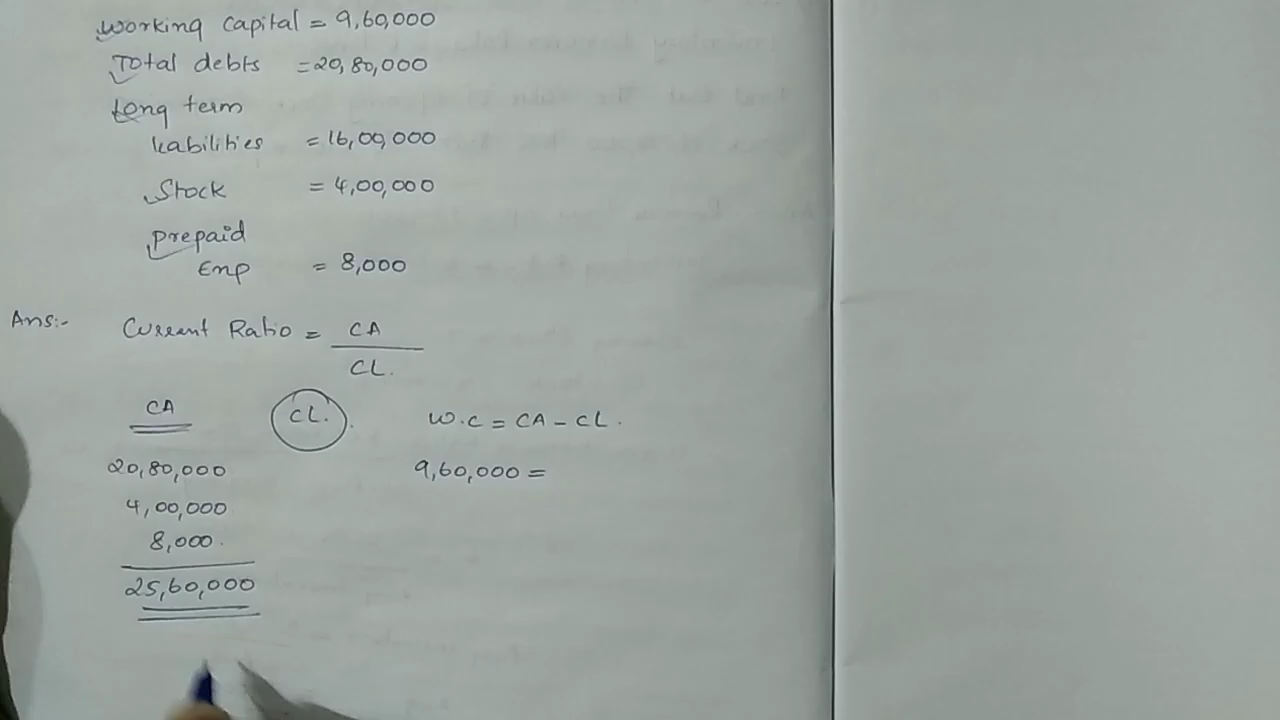 Working Capital = 9,60,000
Total debts = 20,80,000
Long term
liabilities = 16,00,000
Stock = 4,00,000
Prepaid
Exp = 8,000
Ans:- Current Ratio = CA
CL.
CA CL. W.C = CA - CL.
20,80,000 9,60,000 =
4,00,000
8,000.
25,60,000